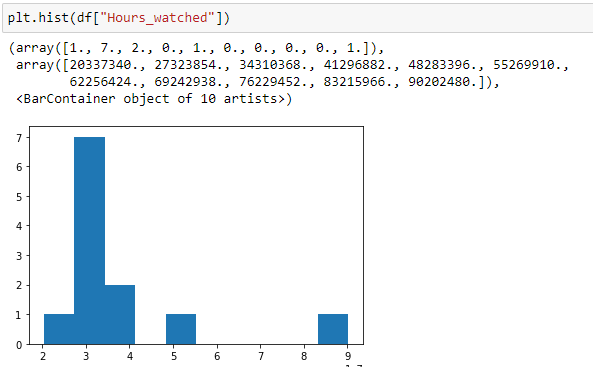 plt.hist(df["Hours_watched"])
(array([1., 7., 2., 0., 1., 0., 0., 0., 0., 1.]),
array([20337340., 27323854., 34310368., 41296882., 48283396., 55269910.,
62256424., 69242938., 76229452., 83215966., 90202480.]),
<BarContainer object of 10 artists>)
7
6
5
4
3
2
1
0
2 3 4 5 6 7 8 9